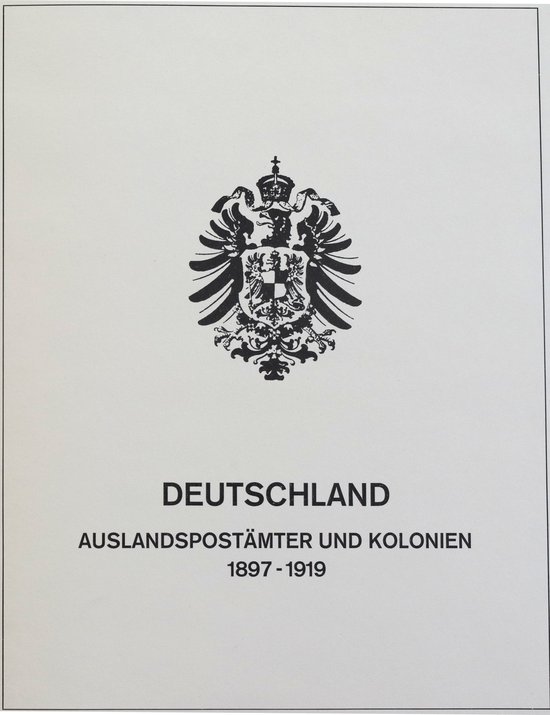 DEUTSCHLAND
AUSLANDSPOSTÄMTER UND KOLONIEN
1897 - 1919